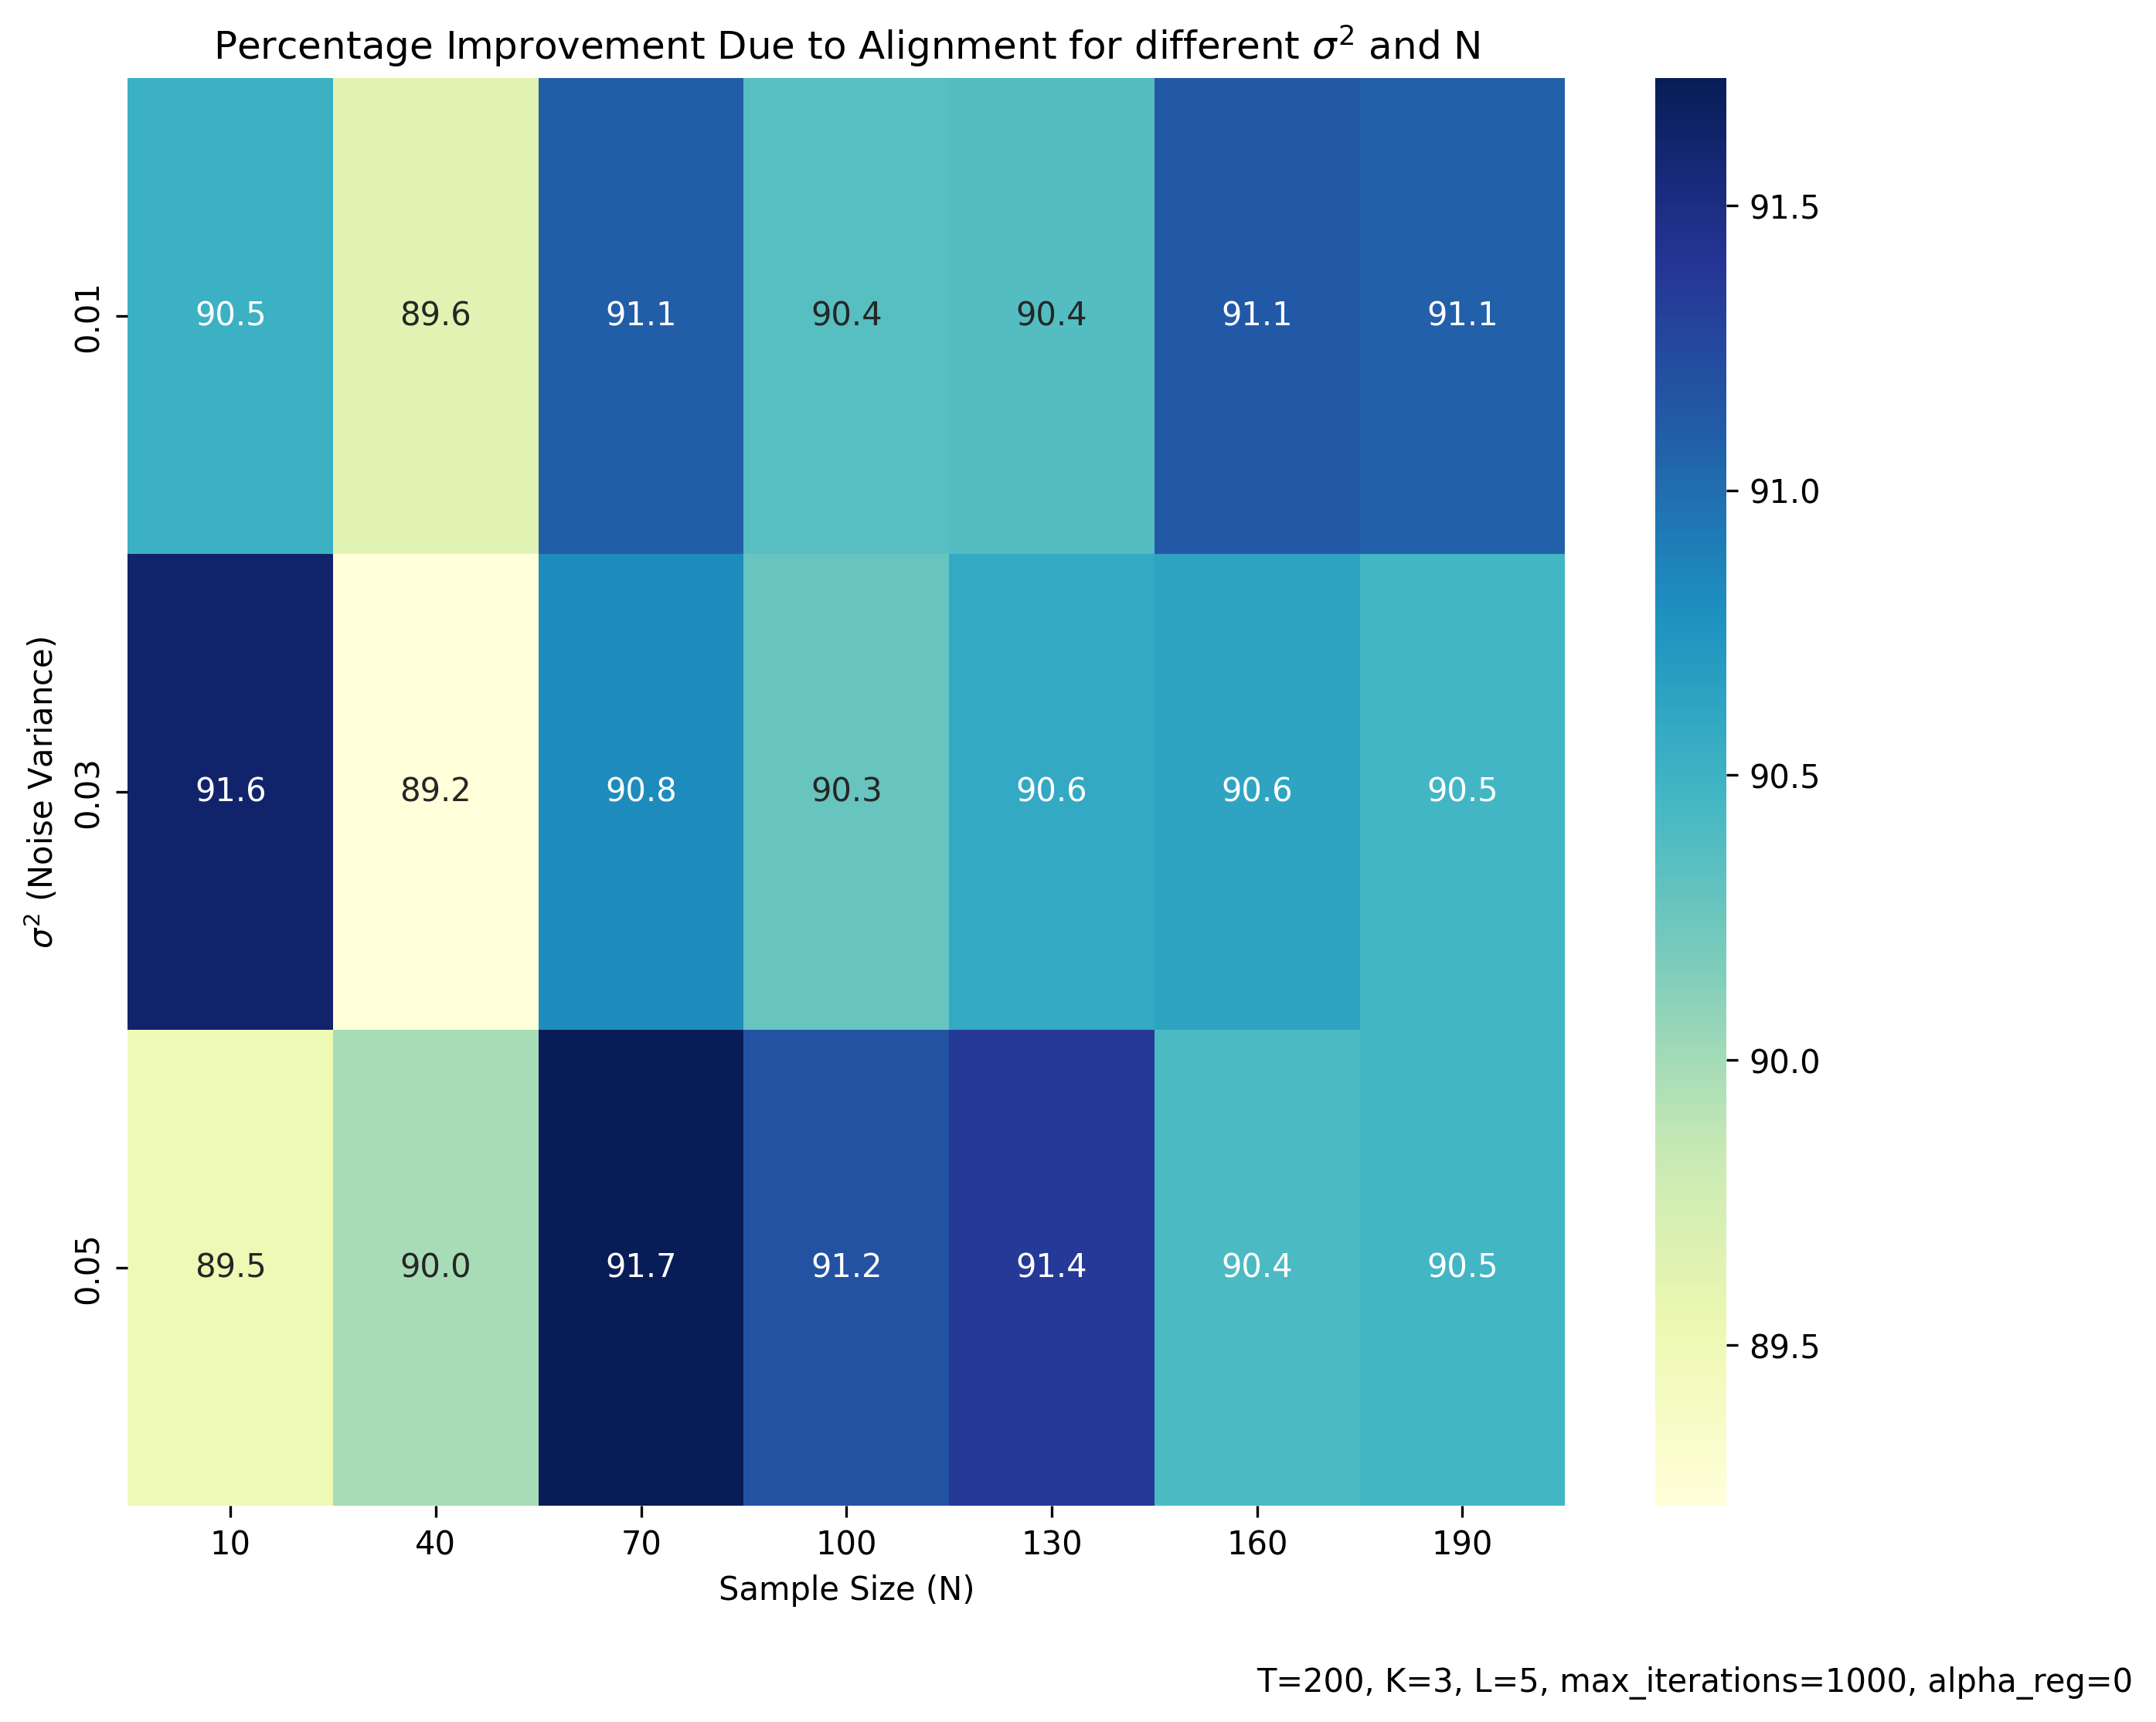 Percentage Improvement Due to Alignment for different σ² and N
σ² (Noise Variance)
0.01
90.5 89.6 91.1 90.4 90.4 91.1 91.1
0.03
91.6 89.2 90.8 90.3 90.6 90.6 90.5
0.05
89.5 90.0 91.7 91.2 91.4 90.4 90.5
10 40 70 100 130 160 190
Sample Size (N)
91.5
91.0
90.5
90.0
89.5
T=200, K=3, L=5, max_iterations=1000, alpha_reg=0